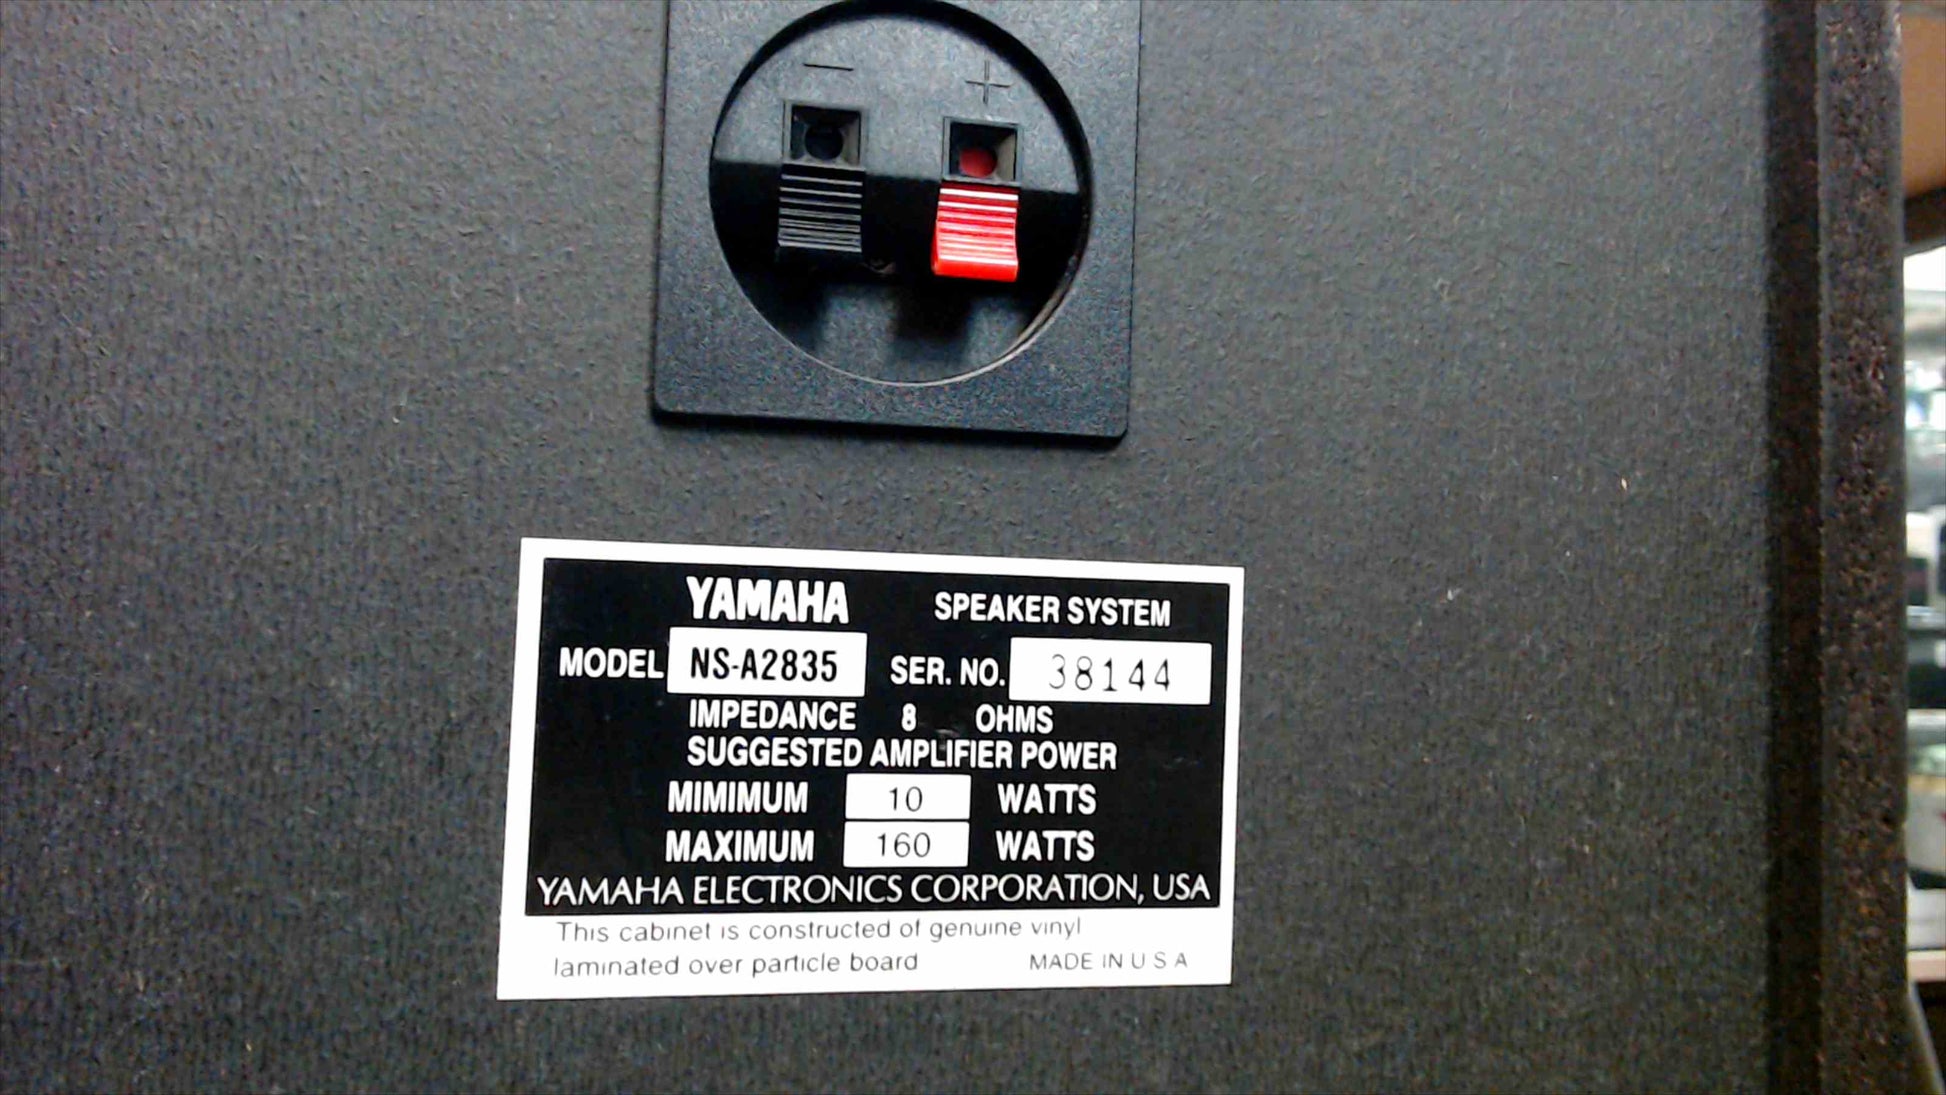 — +
YAMAHA SPEAKER SYSTEM
MODEL NS-A2835 SER. NO. 38144
IMPEDANCE 8 OHMS
SUGGESTED AMPLIFIER POWER
MIMIMUM 10 WATTS
MAXIMUM 160 WATTS
YAMAHA ELECTRONICS CORPORATION, USA
This cabinet is constructed of genuine vinyl
laminated over particle board MADE IN U S A